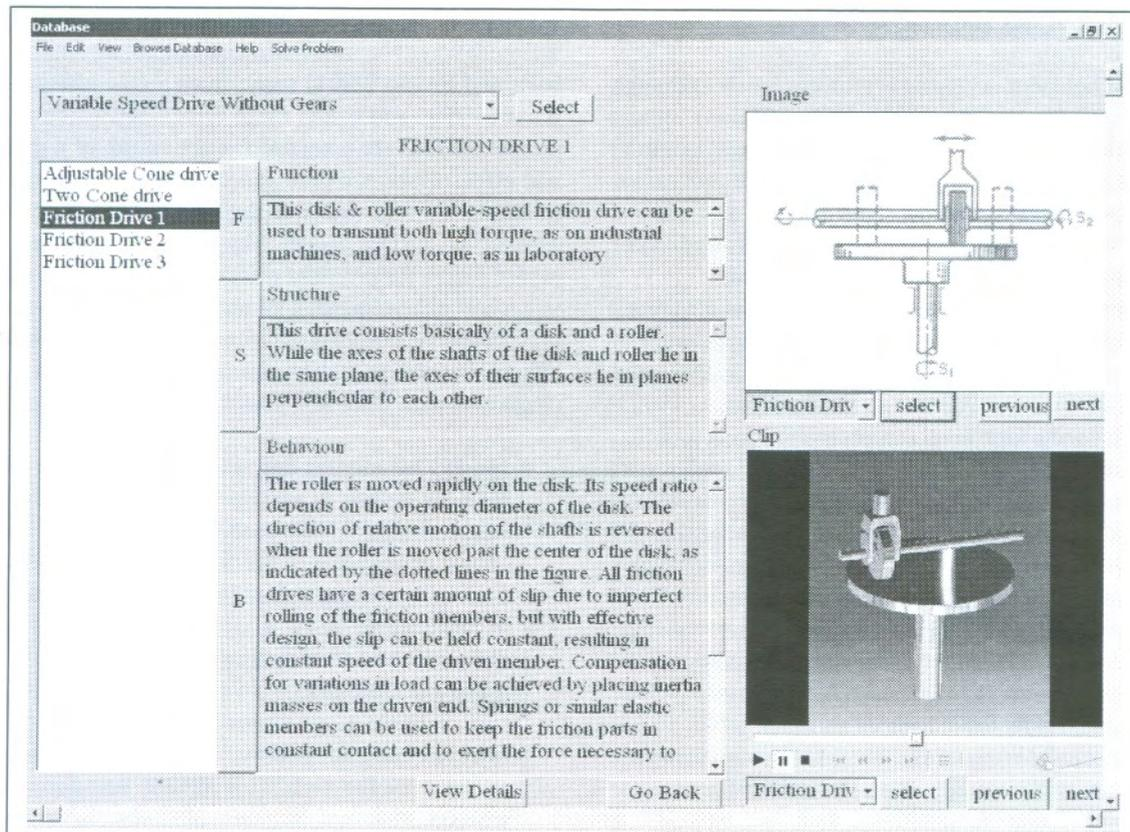 Database
File Edit View Browse Database Help Solve Problem
Variable Speed Drive Without Gears
Select
FRICTION DRIVE 1
Adjustable Cone drive
Two Cone drive
Friction Drive 1
Friction Drive 2
Friction Drive 3
F
Function
This disk & roller variable-speed friction drive can be
used to transmit both high torque, as on industrial
machines, and low torque, as in laboratory
S
Structure
This drive consists basically of a disk and a roller.
While the axes of the shafts of the disk and roller lie in
the same plane, the axes of their surfaces lie in planes
perpendicular to each other.
B
Behaviour
The roller is moved rapidly on the disk. Its speed ratio
depends on the operating diameter of the disk. The
direction of relative motion of the shafts is reversed
when the roller is moved past the center of the disk, as
indicated by the dotted lines in the figure. All friction
drives have a certain amount of slip due to imperfect
rolling of the friction members, but with effective
design, the slip can be held constant, resulting in
constant speed of the driven member. Compensation
for variations in load can be achieved by placing inertia
masses on the driven end. Springs or similar elastic
members can be used to keep the friction parts in
constant contact and to exert the force necessary to
View Details
Go Back
Image
S2
S1
Friction Driv select previous next
Clip
Friction Driv select previous next